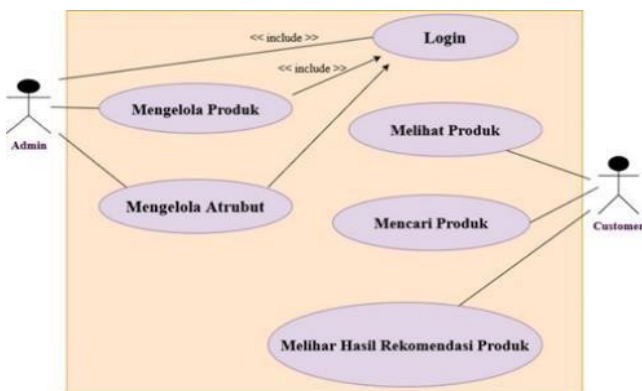 Login
<< include >>
<< include >>
Mengelola Produk
Admin
Melihat Produk
Mengelola Atrubut
Mencari Produk
Customer
Melihar Hasil Rekomendasi Produk